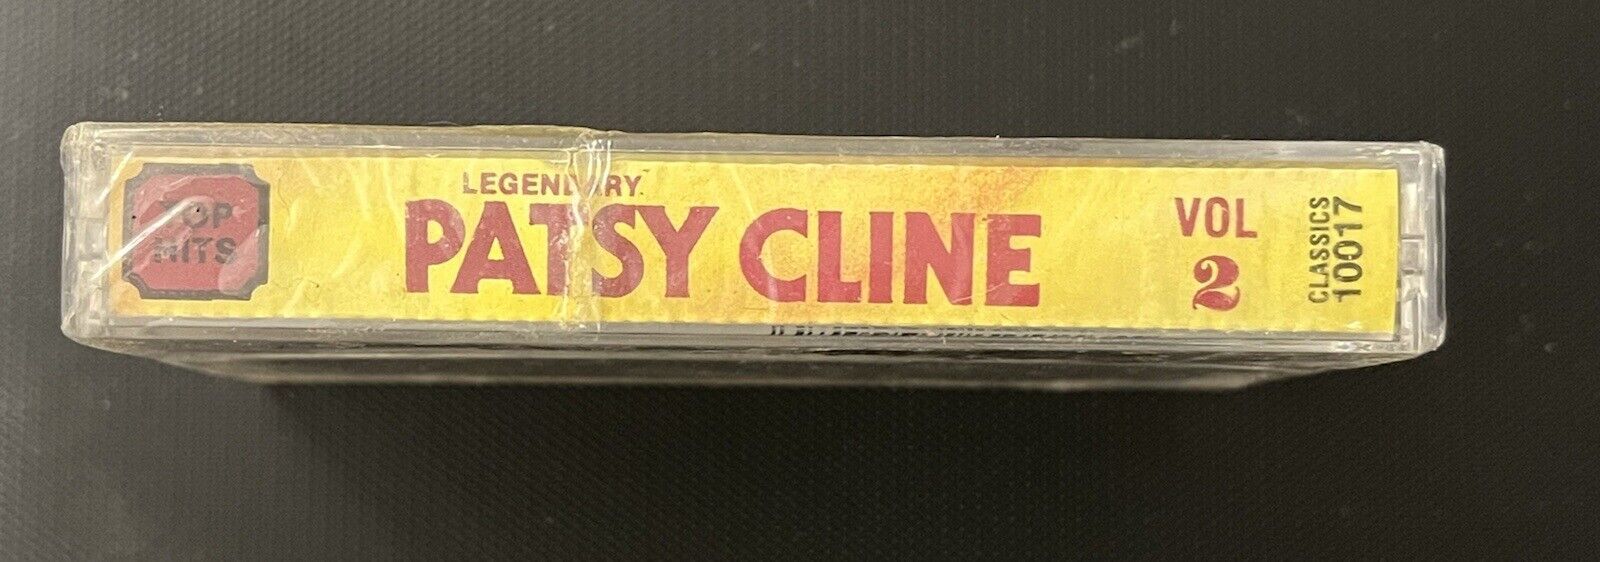 TOP
HITS
LEGENDARY
PATSY CLINE
VOL
2
CLASSICS
10017